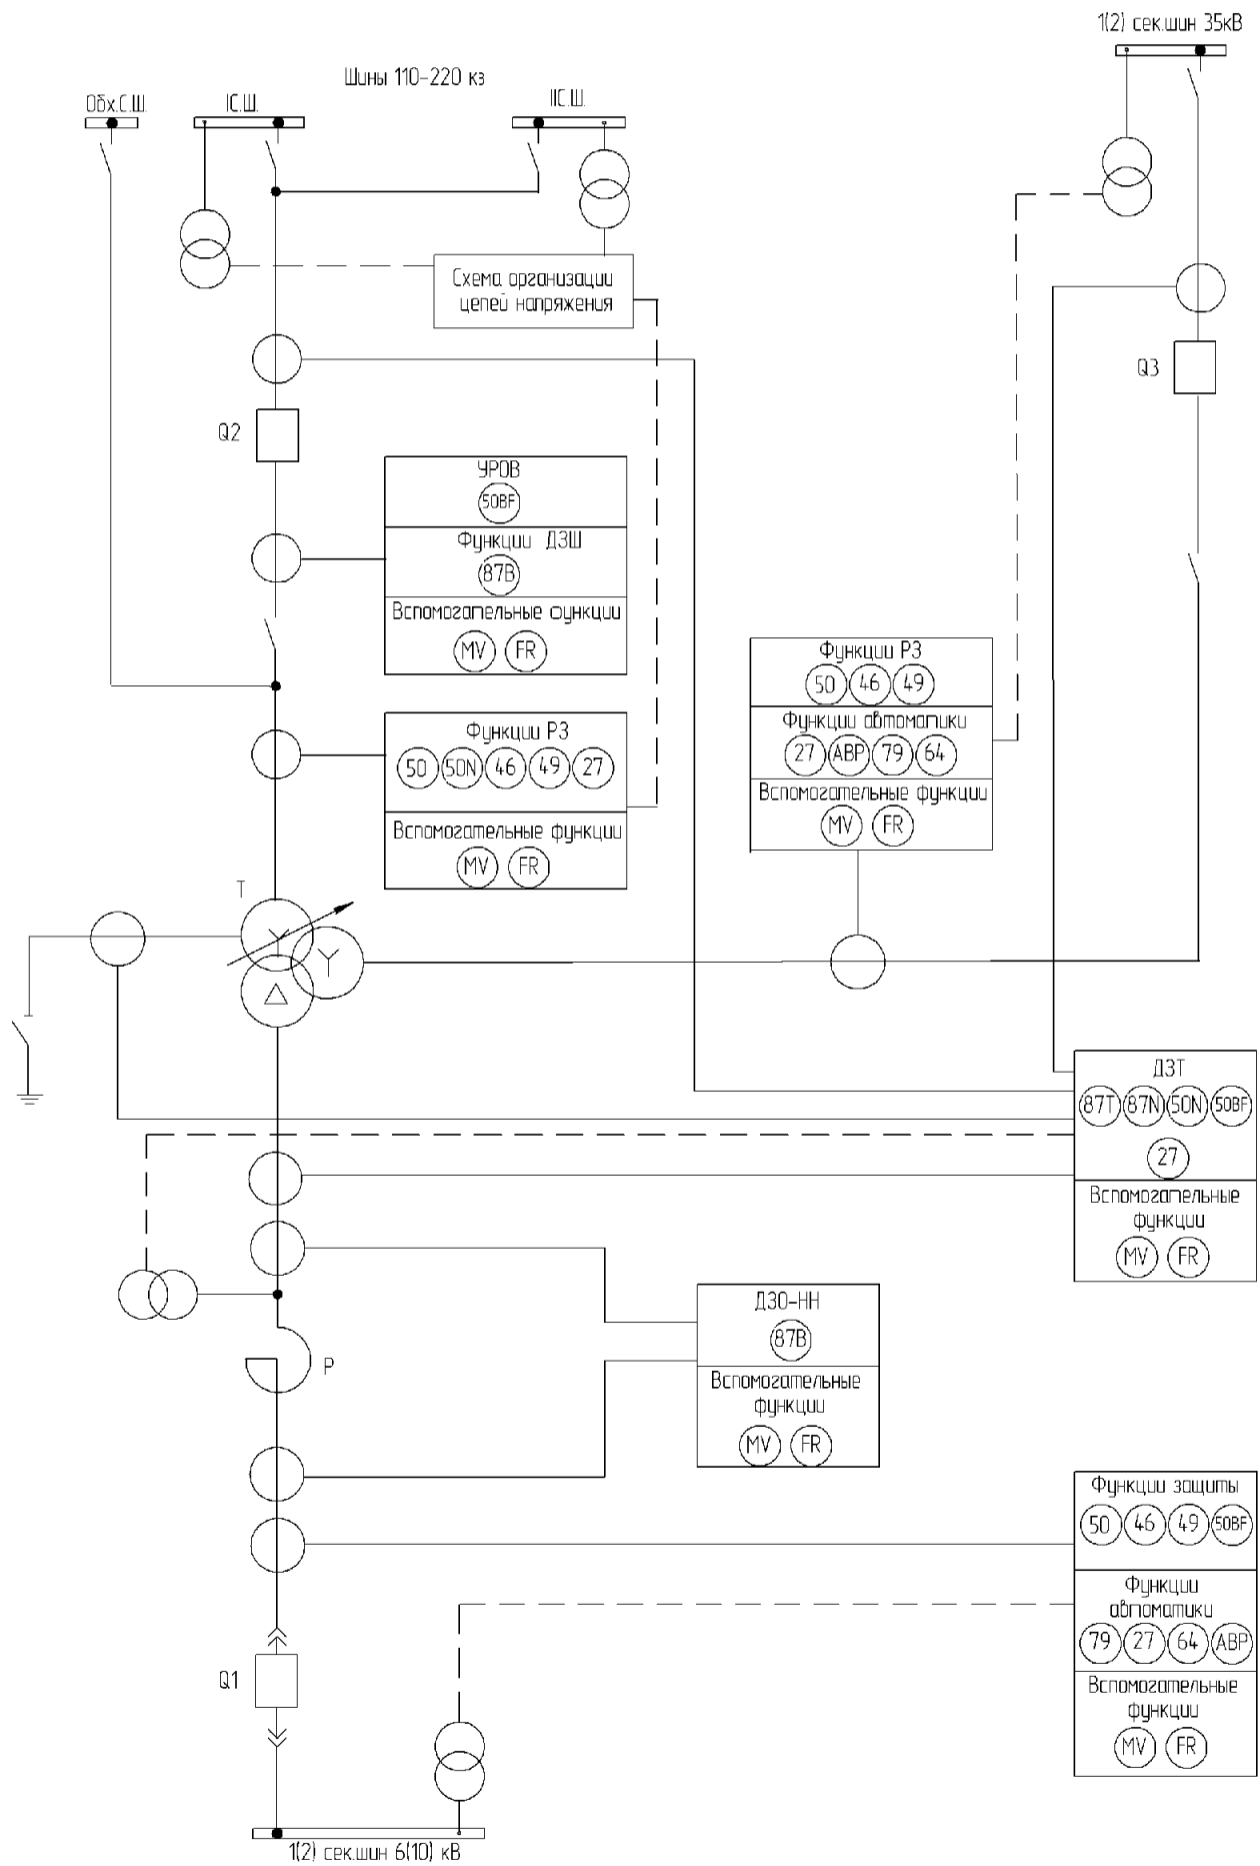 1(2) сек.шин 35кВ
Шины 110-220 кз
Обх.С.Ш.
IС.Ш.
IIС.Ш.
Схема организации
цепей напряжения
Q3
Q2
УРОВ
50BF
Функции ДЗШ
87B
Вспомогательные функции
MV FR
Функции РЗ
50 46 49
Функции автоматики
27 АВР 79 64
Вспомогательные функции
MV FR
Функции РЗ
50 50N 46 49 27
Вспомогательные функции
MV FR
T
ДЗТ
87T 87N 50N 50BF
27
Вспомогательные
функции
MV FR
ДЗО-НН
87B
Вспомогательные
функции
MV FR
P
Функции защиты
50 46 49 50BF
Функции
автоматики
79 27 64 АВР
Вспомогательные
функции
MV FR
Q1
1(2) сек.шин 6(10) кВ